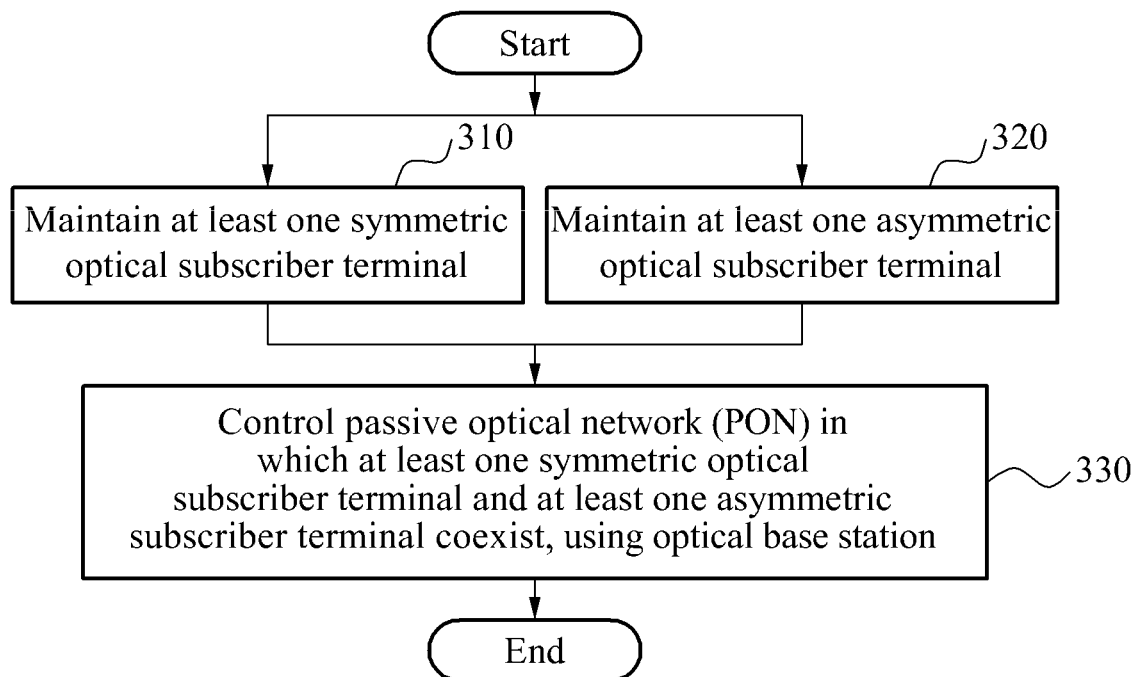 Start
310
320
Maintain at least one symmetric
optical subscriber terminal
Maintain at least one asymmetric
optical subscriber terminal
Control passive optical network (PON) in
which at least one symmetric optical
subscriber terminal and at least one asymmetric
subscriber terminal coexist, using optical base station
330
End